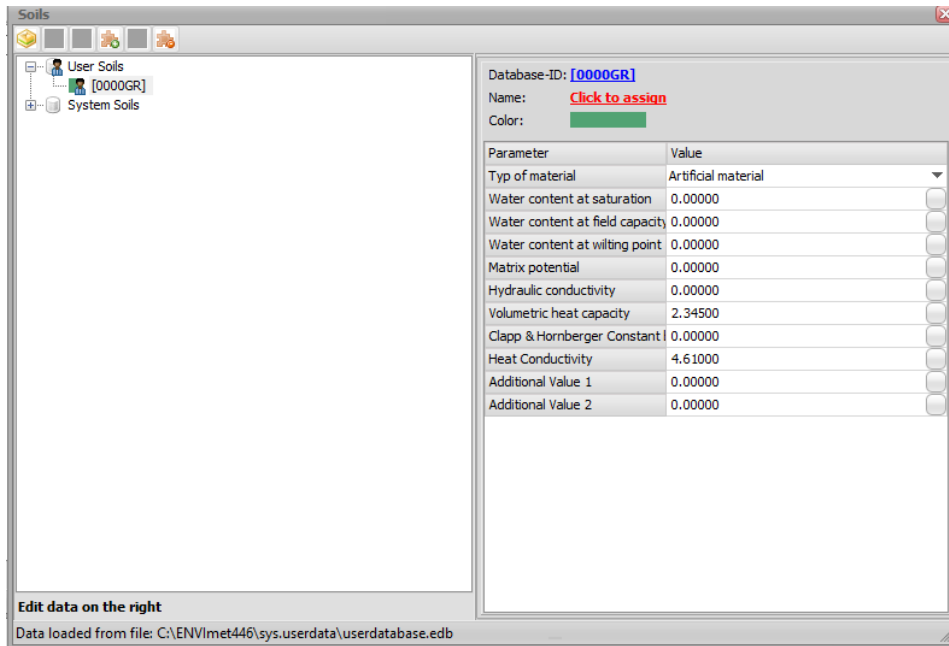 Soils
User Soils
[0000GR]
System Soils
Database-ID: [0000GR]
Name: Click to assign
Color:
Parameter Value
Typ of material Artificial material
Water content at saturation 0.00000
Water content at field capacity 0.00000
Water content at wilting point 0.00000
Matrix potential 0.00000
Hydraulic conductivity 0.00000
Volumetric heat capacity 2.34500
Clapp & Hornberger Constant 0.00000
Heat Conductivity 4.61000
Additional Value 1 0.00000
Additional Value 2 0.00000
Edit data on the right
Data loaded from file: C:\ENVImet446\sys.userdata\userdatabase.edb